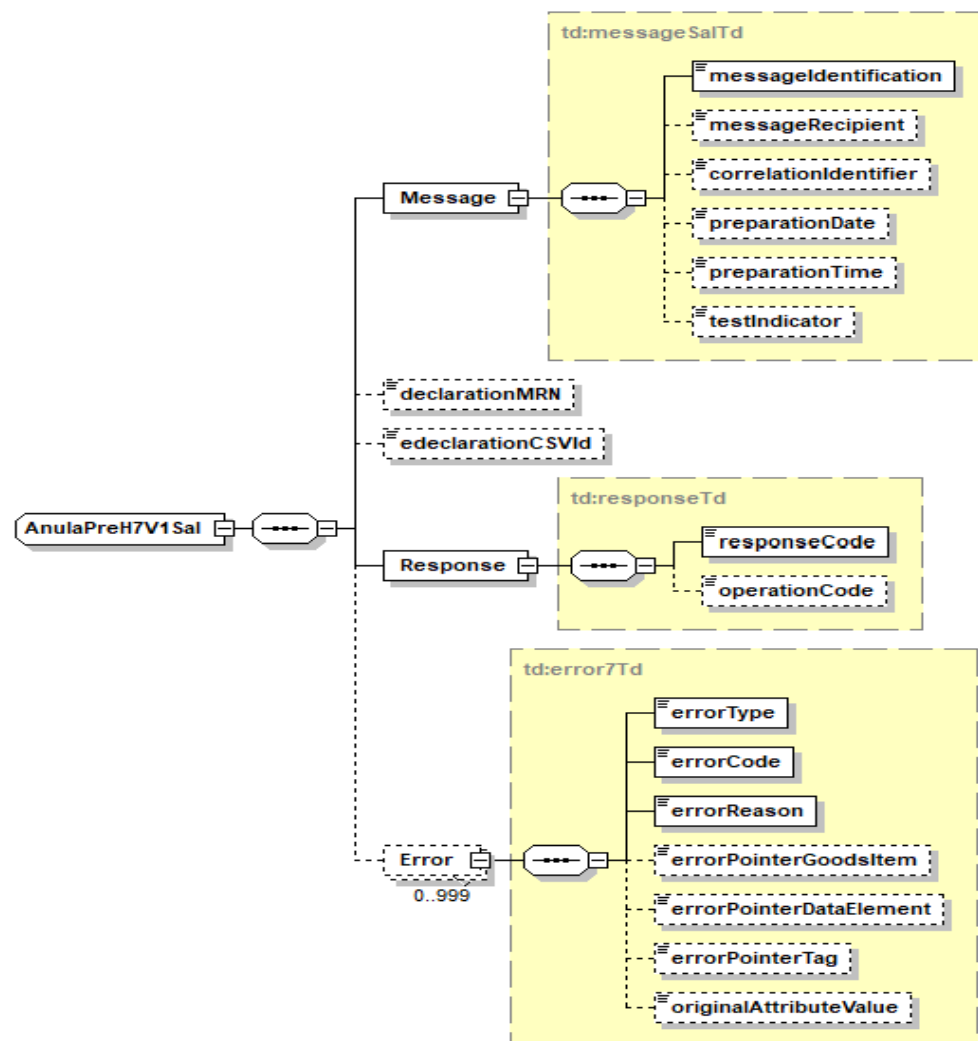 td:messageSalTd
messageIdentification
messageRecipient
correlationIdentifier
Message
preparationDate
preparationTime
testIndicator
declarationMRN
edeclarationCSVId
td:responseTd
AnulaPreH7V1Sal
responseCode
Response
operationCode
td:error7Td
errorType
errorCode
errorReason
Error
errorPointerGoodsItem
0..999
errorPointerDataElement
errorPointerTag
originalAttributeValue